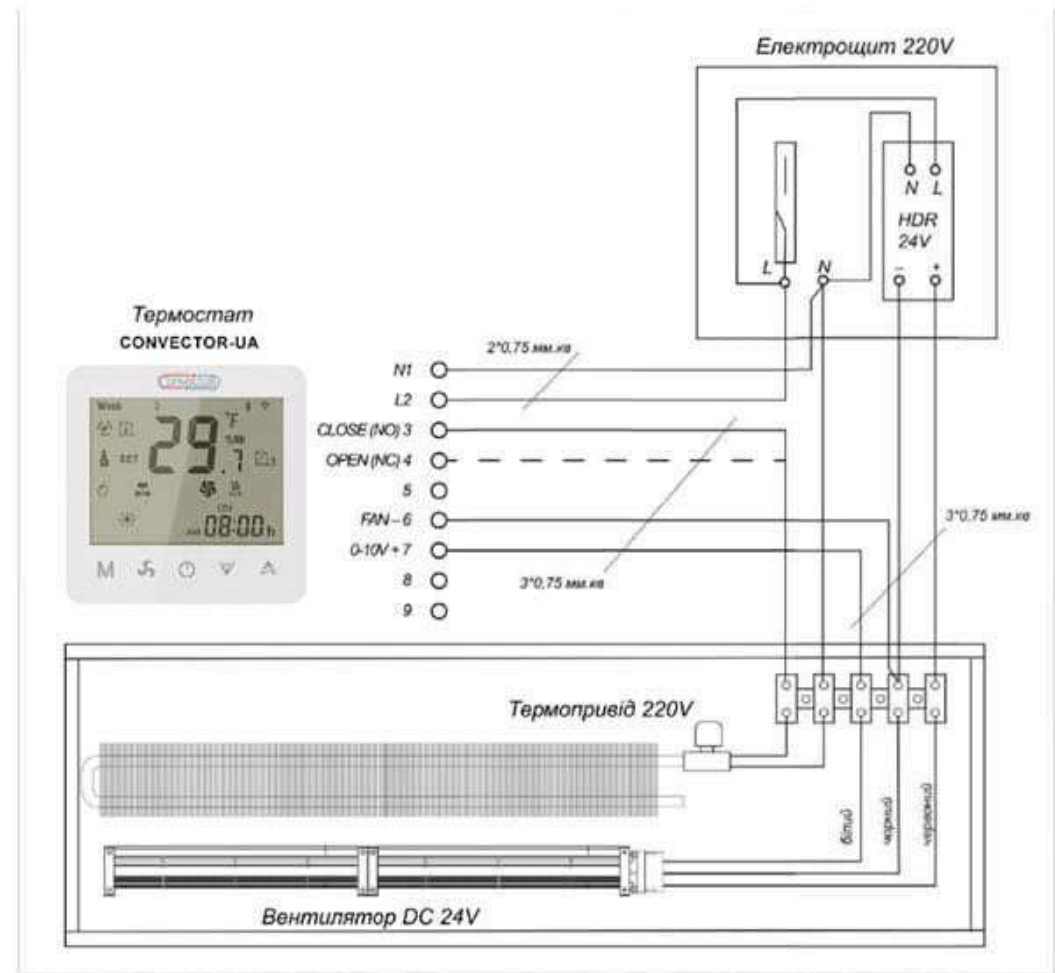 Електрощит 220V
N L
HDR
24V
L N
– +
Термостат
CONVECTOR-UA
2*0,75 мм.кв
N1
L2
CLOSE (NO) 3
OPEN (NC) 4
5
FAN – 6
0-10V + 7
8
9
3*0,75 мм.кв
3*0,75 мм.кв
Week
29.7
°F
SET
08:00 h
M
Термопривід 220V
білий
чорний
червоний
Вентилятор DC 24V